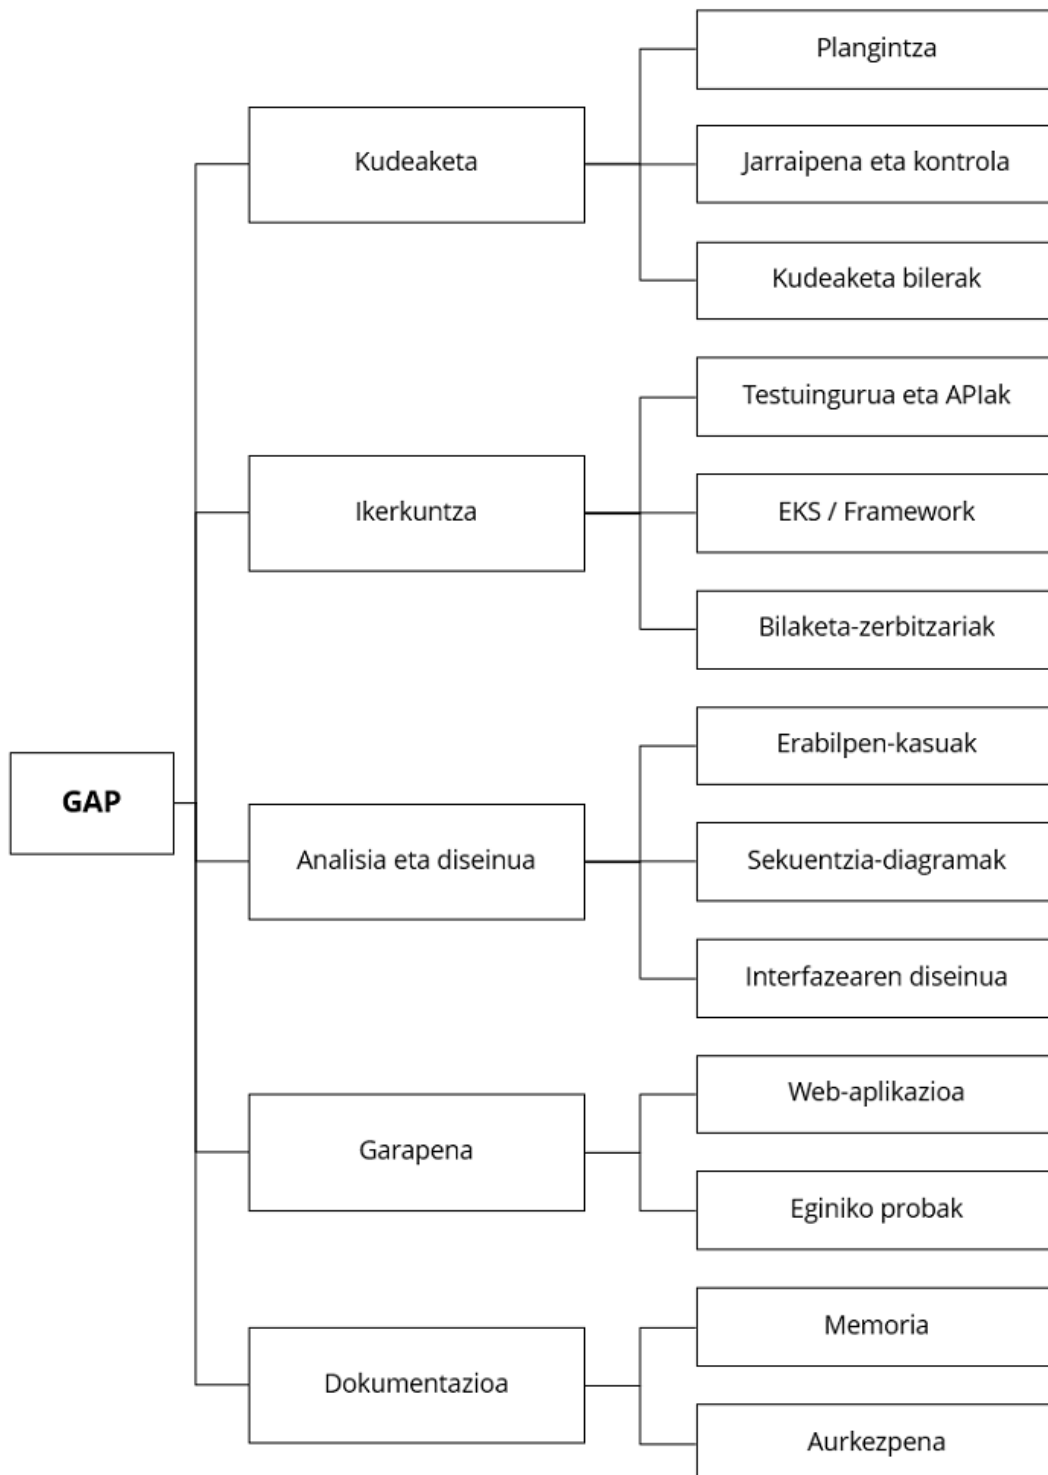 GAP
Kudeaketa
Plangintza
Jarraipena eta kontrola
Kudeaketa bilerak
Ikerkuntza
Testuingurua eta APIak
EKS / Framework
Bilaketa-zerbitzariak
Analisia eta diseinua
Erabilpen-kasuak
Sekuentzia-diagramak
Interfazearen diseinua
Garapena
Web-aplikazioa
Eginiko probak
Dokumentazioa
Memoria
Aurkezpena